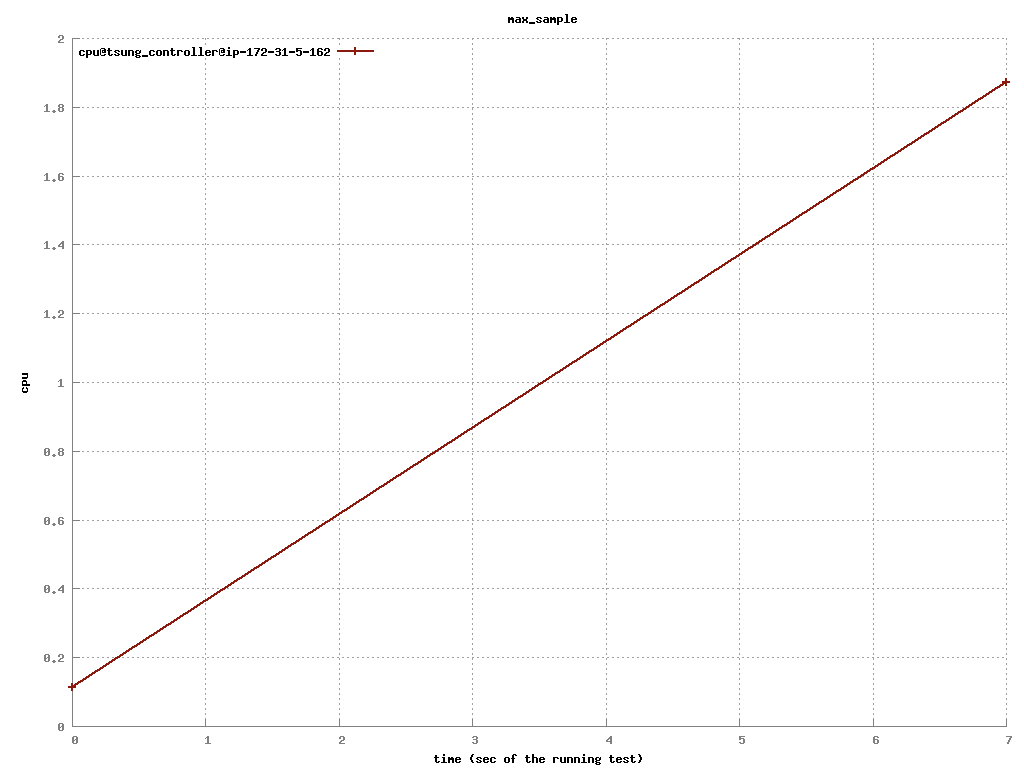 max_sample
cpu@tsung_controller@ip-172-31-5-162
2
1.8
1.6
1.4
1.2
1
0.8
0.6
0.4
0.2
0
cpu
0 1 2 3 4 5 6 7
time (sec of the running test)